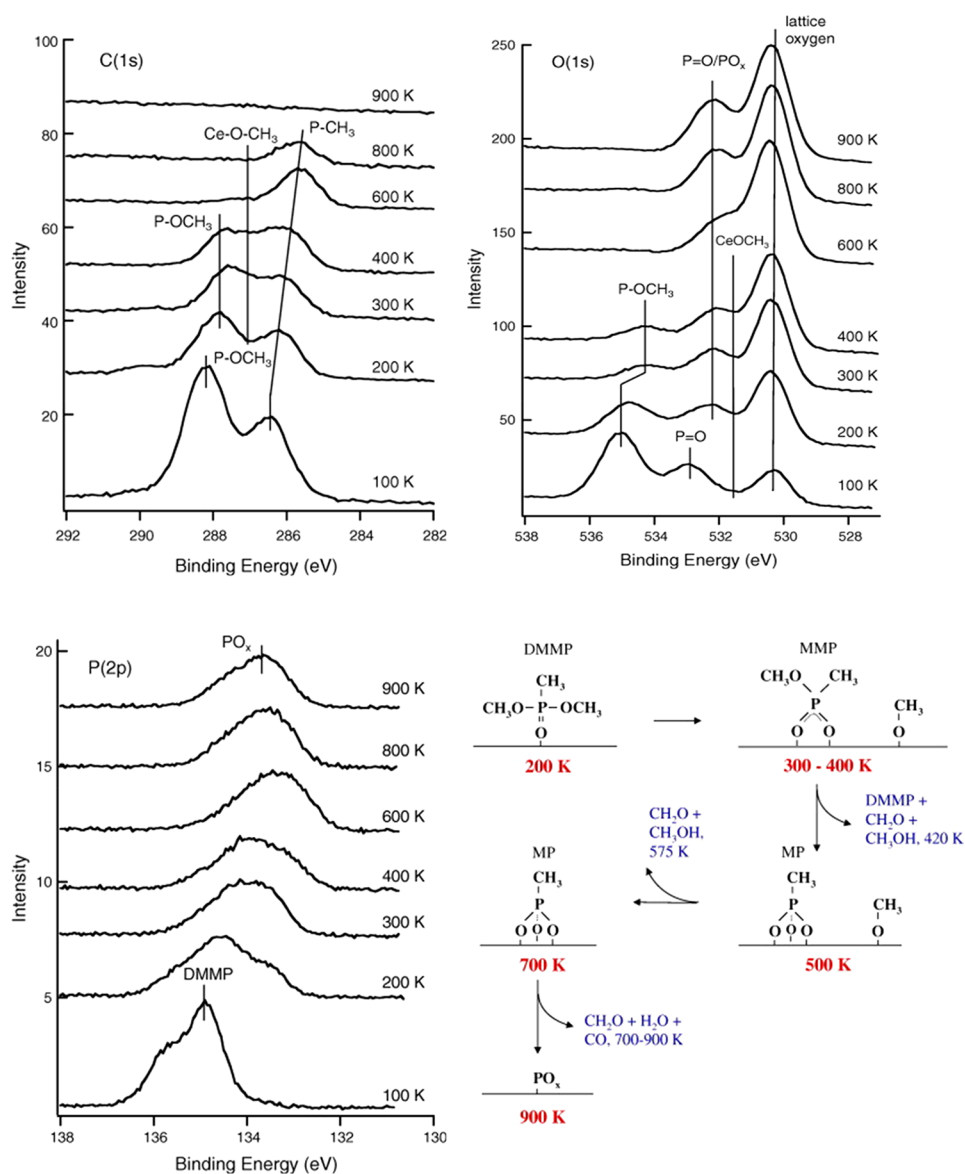 C(1s)
100
80
60
40
20
Intensity
900 K
P-CH₃
Ce-O-CH₃
800 K
600 K
P-OCH₃
400 K
300 K
P-OCH₃
200 K
100 K
292
290
288
286
284
282
Binding Energy (eV)
lattice
oxygen
O(1s)
P=O/POₓ
250
200
150
100
50
Intensity
900 K
800 K
600 K
CeOCH₃
P-OCH₃
400 K
300 K
200 K
P=O
100 K
538
536
534
532
530
528
Binding Energy (eV)
P(2p)
20
15
10
5
Intensity
POₓ
900 K
800 K
600 K
400 K
300 K
200 K
DMMP
100 K
138
136
134
132
130
Binding Energy (eV)
DMMP
CH₃
CH₃O–P–OCH₃
O
200 K
MMP
CH₃O
CH₃
P
O
O
CH₃
O
300 - 400 K
DMMP +
CH₂O +
CH₃OH, 420 K
CH₂O +
CH₃OH,
575 K
MP
CH₃
P
O O O
CH₃
O
500 K
MP
CH₃
P
O O O
700 K
CH₂O + H₂O +
CO, 700-900 K
POₓ
900 K